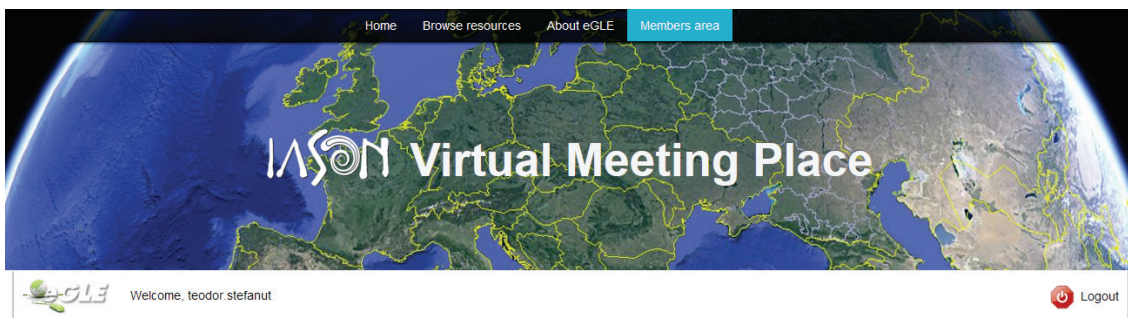 Home Browse resources About eGLE Members area
IASON Virtual Meeting Place
eGLE Welcome, teodor.stefanut Logout